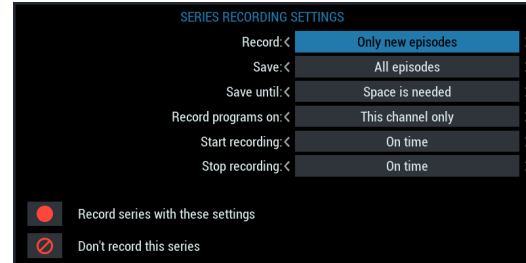 SERIES RECORDING SETTINGS
Record: < Only new episodes
Save: < All episodes
Save until: < Space is needed
Record programs on: < This channel only
Start recording: < On time
Stop recording: < On time
Record series with these settings
Don't record this series